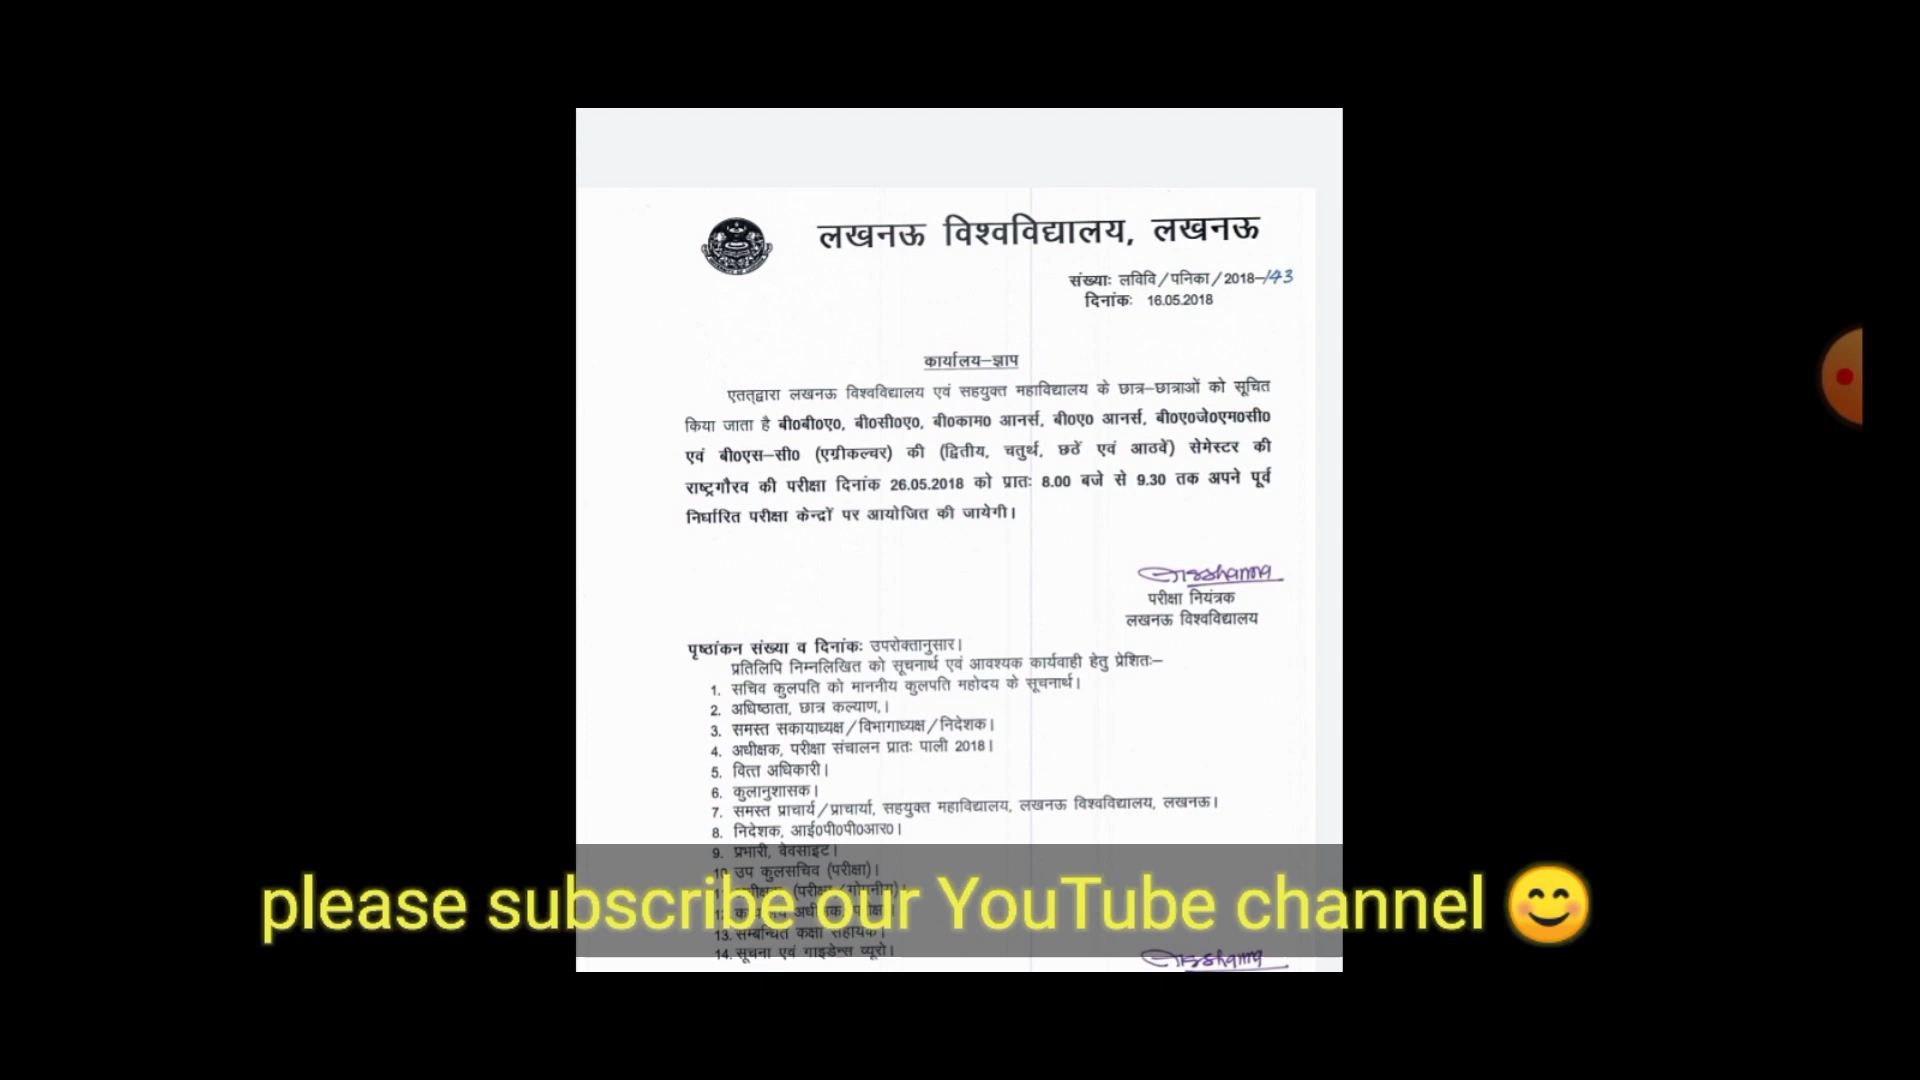 लखनऊ विश्वविद्यालय, लखनऊ
संख्याः लविवि/पनिका/2018-143
दिनांकः 16.05.2018
कार्यालय–ज्ञाप
एतत्द्वारा लखनऊ विश्वविद्यालय एवं सहयुक्त महाविद्यालय के छात्र–छात्राओं को सूचित
किया जाता है बी0बी0ए0, बी0सी0ए0, बी0काम0 आनर्स, बी0ए0 आनर्स, बी0ए0जे0एम0सी0
एवं बी0एस–सी0 (एग्रीकल्चर) की (द्वितीय, चतुर्थ, छठें एवं आठवें) सेमेस्टर की
राष्ट्रगौरव की परीक्षा दिनांक 26.05.2018 को प्रातः 8.00 बजे से 9.30 तक अपने पूर्व
निर्धारित परीक्षा केन्द्रों पर आयोजित की जायेगी।
परीक्षा नियंत्रक
लखनऊ विश्वविद्यालय
पृष्ठांकन संख्या व दिनांकः उपरोक्तानुसार।
प्रतिलिपि निम्नलिखित को सूचनार्थ एवं आवश्यक कार्यवाही हेतु प्रेशितः–
1. सचिव कुलपति को माननीय कुलपति महोदय के सूचनार्थ।
2. अधिष्ठाता, छात्र कल्याण,।
3. समस्त सकायाध्यक्ष/विभागाध्यक्ष/निदेशक।
4. अधीक्षक, परीक्षा संचालन प्रातः पाली 2018।
5. वित्त अधिकारी।
6. कुलानुशासक।
7. समस्त प्राचार्य/प्राचार्या, सहयुक्त महाविद्यालय, लखनऊ विश्वविद्यालय, लखनऊ।
8. निदेशक, आई0पी0पी0आर0।
9. प्रभारी, वेवसाइट।
10 उप कुलसचिव (परीक्षा)।
(परीक्षा/गोपनीय)।
please subscribe our YouTube channel 😊
13. सम्बन्धित कक्षा सहायक।
14. सूचना एवं गाइडेन्स व्यूरो।